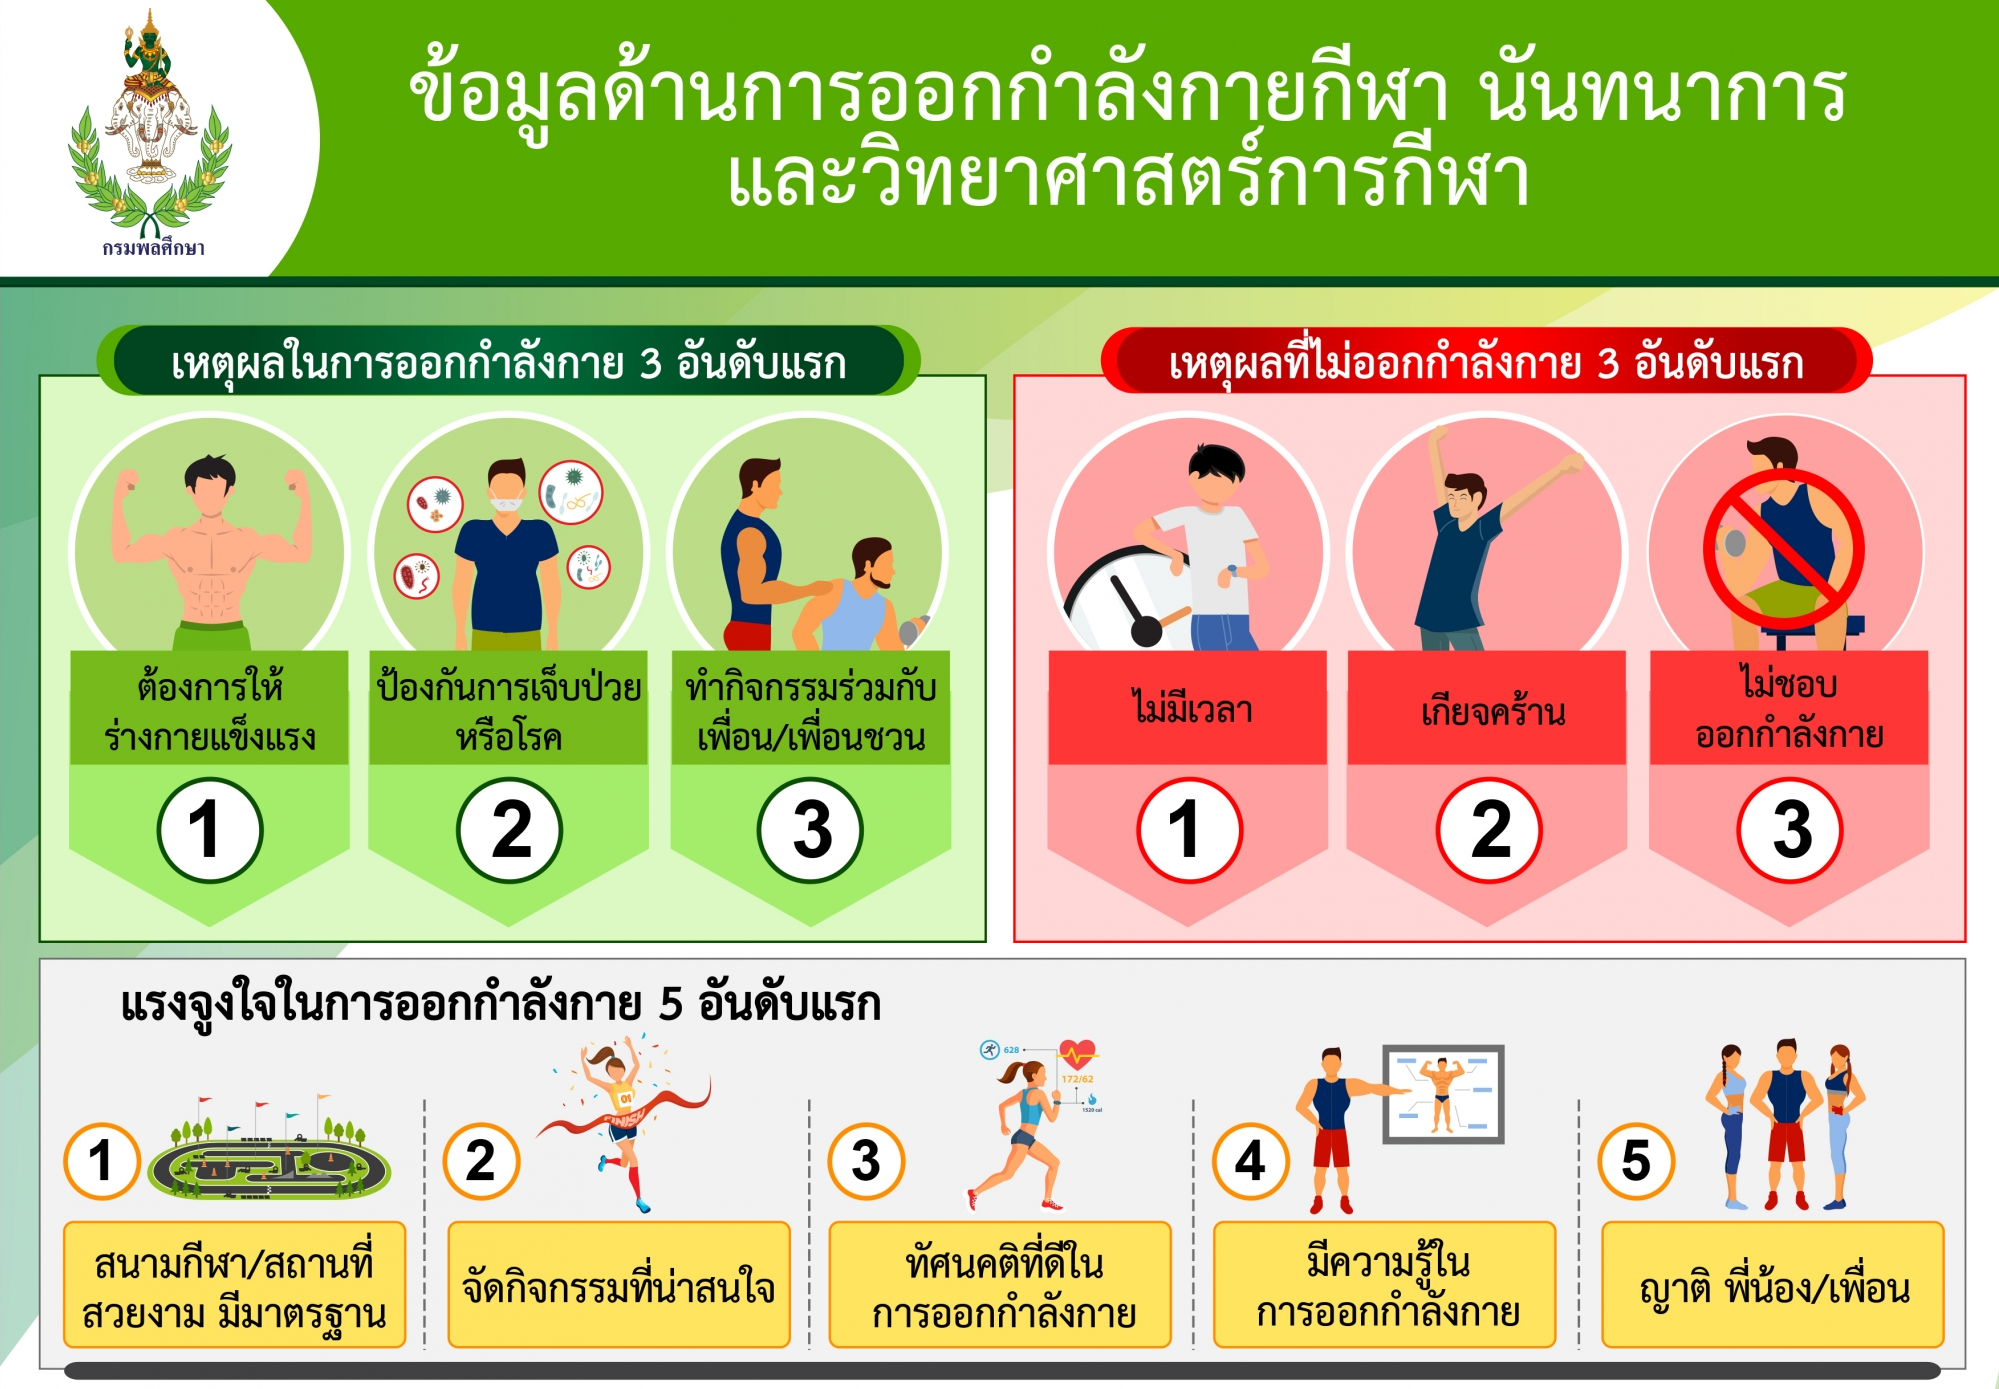 กรมพลศึกษา
ข้อมูลด้านการออกกำลังกายกีฬา นันทนาการ
และวิทยาศาสตร์การกีฬา
เหตุผลในการออกกำลังกาย 3 อันดับแรก
ต้องการให้
ร่างกายแข็งแรง
1
ป้องกันการเจ็บป่วย
หรือโรค
2
ทำกิจกรรมร่วมกับ
เพื่อน/เพื่อนชวน
3
เหตุผลที่ไม่ออกกำลังกาย 3 อันดับแรก
ไม่มีเวลา
1
เกียจคร้าน
2
ไม่ชอบ
ออกกำลังกาย
3
แรงจูงใจในการออกกำลังกาย 5 อันดับแรก
1
สนามกีฬา/สถานที่
สวยงาม มีมาตรฐาน
2
01
FINISH
จัดกิจกรรมที่น่าสนใจ
3
628
172/62
1520 cal
ทัศนคติที่ดีใน
การออกกำลังกาย
4
มีความรู้ใน
การออกกำลังกาย
5
ญาติ พี่น้อง/เพื่อน